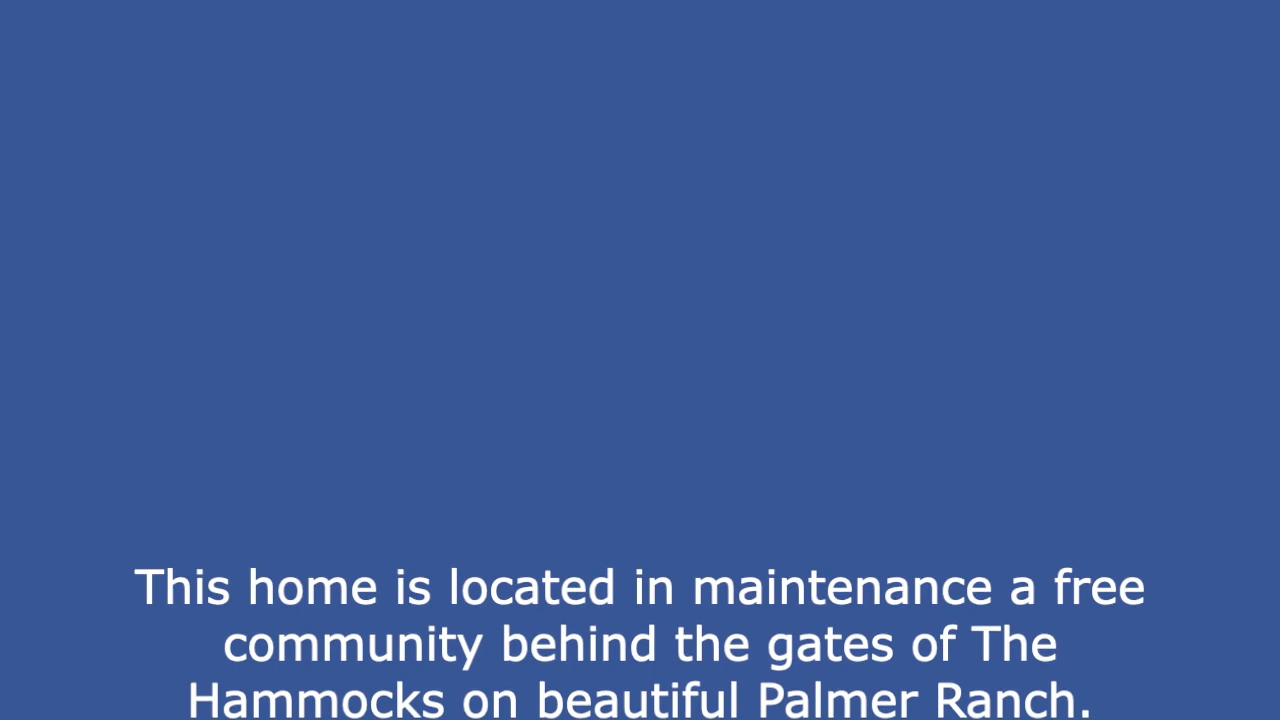 This home is located in maintenance a free
community behind the gates of The
Hammocks on beautiful Palmer Ranch.